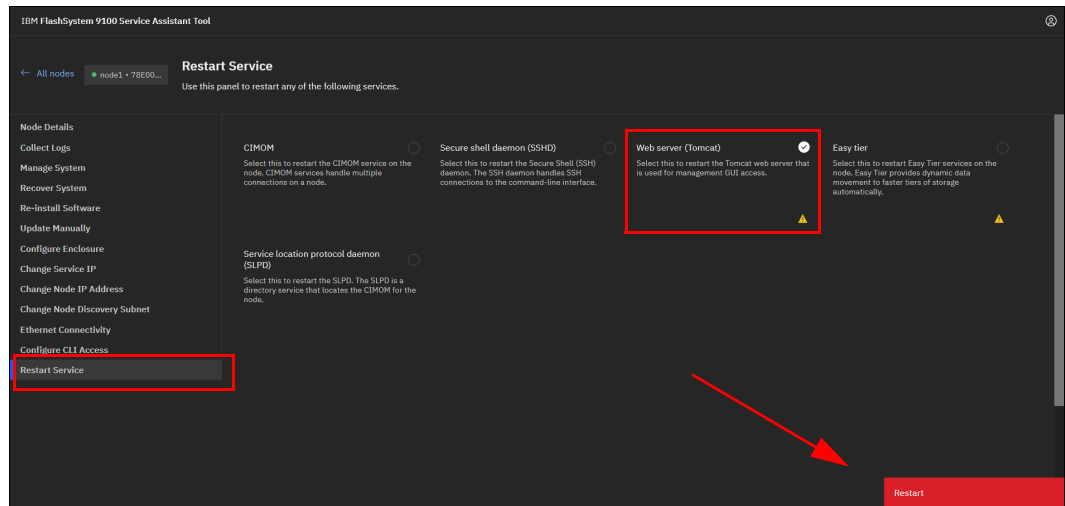 IBM FlashSystem 9100 Service Assistant Tool
← All nodes
node1 • 78E00...
Restart Service
Use this panel to restart any of the following services.
Node Details
Collect Logs
Manage System
Recover System
Re-install Software
Update Manually
Configure Enclosure
Change Service IP
Change Node IP Address
Change Node Discovery Subnet
Ethernet Connectivity
Configure CLI Access
Restart Service
CIMOM
Select this to restart the CIMOM service on the
node. CIMOM services handle multiple
connections on a node.
Secure shell daemon (SSHD)
Select this to restart the Secure Shell (SSH)
daemon. The SSH daemon handles SSH
connections to the command-line interface.
Web server (Tomcat)
Select this to restart the Tomcat web server that
is used for management GUI access.
Easy tier
Select this to restart Easy Tier services on the
node. Easy Tier provides dynamic data
movement to faster tiers of storage
automatically.
Service location protocol daemon
(SLPD)
Select this to restart the SLPD. The SLPD is a
directory service that locates the CIMOM for the
node.
Restart